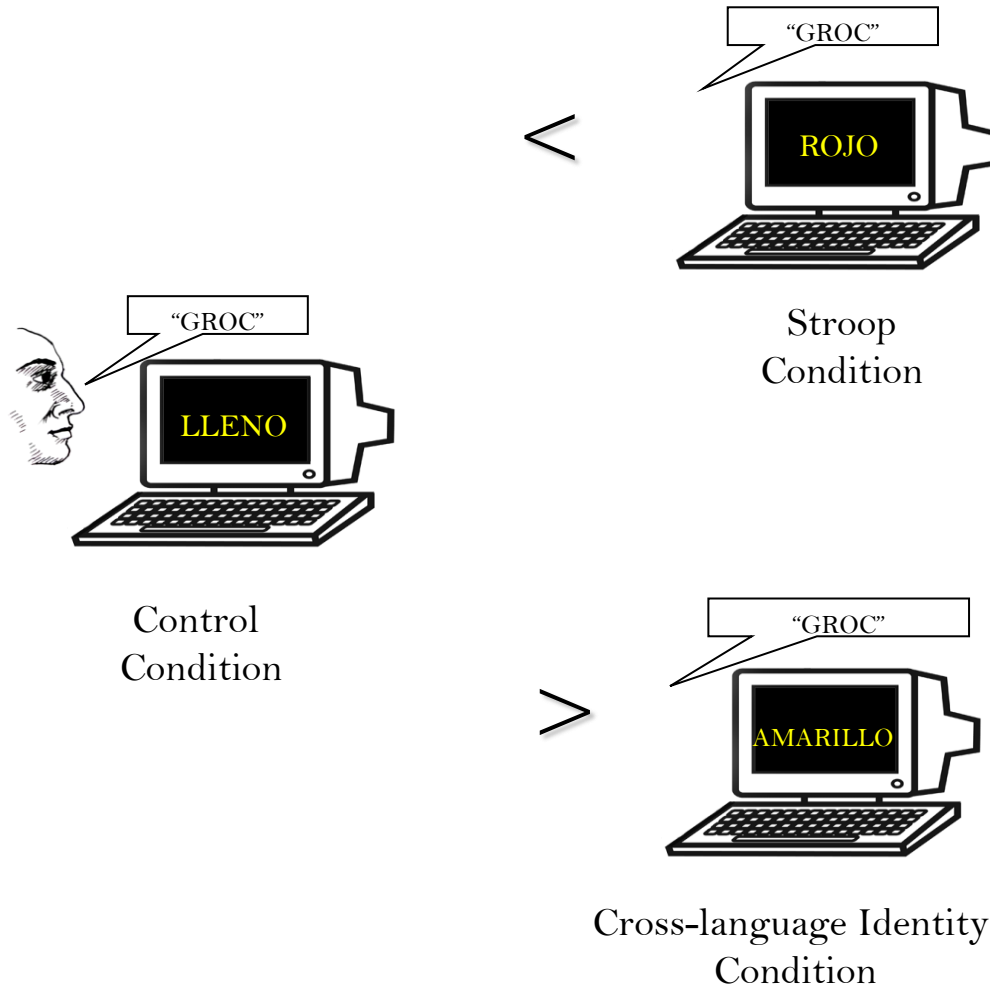 “GROC”
ROJO
<
Stroop
Condition
“GROC”
LLENO
Control
Condition
“GROC”
AMARILLO
>
Cross-language Identity
Condition